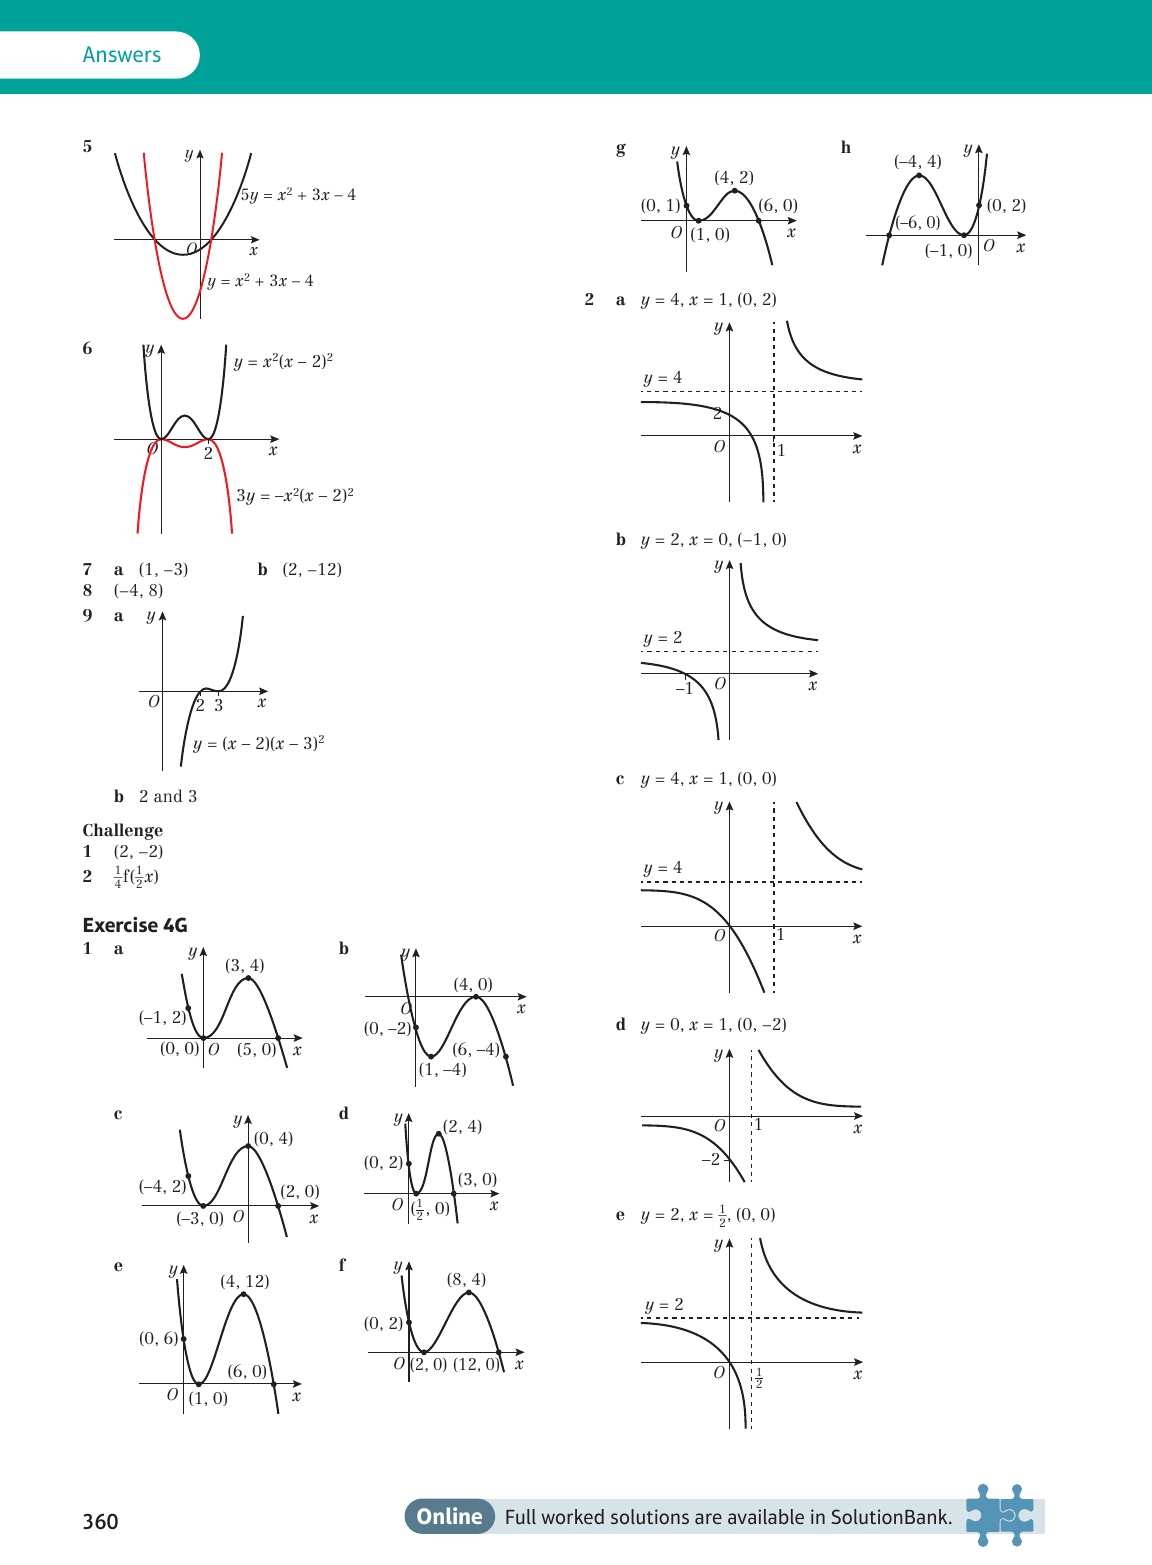 Answers
5
y
5y = x² + 3x – 4
O
x
y = x² + 3x – 4
6
y
y = x²(x – 2)²
O
2
x
3y = –x²(x – 2)²
7 a (1, –3) b (2, –12)
8 (–4, 8)
9 a
y
O
2 3
x
y = (x – 2)(x – 3)²
b 2 and 3
Challenge
1 (2, –2)
2 ¼f(½x)
Exercise 4G
1 a
y
(3, 4)
(–1, 2)
(0, 0)
O
(5, 0)
x
b
y
(4, 0)
O
x
(0, –2)
(6, –4)
(1, –4)
c
y
(0, 4)
(–4, 2)
(2, 0)
(–3, 0)
O
x
d
y
(2, 4)
(0, 2)
(3, 0)
O
(½, 0)
x
e
y
(4, 12)
(0, 6)
(6, 0)
O
(1, 0)
x
f
y
(8, 4)
(0, 2)
O
(2, 0)
(12, 0)
x
g
y
(4, 2)
(0, 1)
(6, 0)
O
(1, 0)
x
h
y
(–4, 4)
(0, 2)
(–6, 0)
(–1, 0)
O
x
2 a y = 4, x = 1, (0, 2)
y
y = 4
2
O
1
x
b y = 2, x = 0, (–1, 0)
y
y = 2
–1
O
x
c y = 4, x = 1, (0, 0)
y
y = 4
O
1
x
d y = 0, x = 1, (0, –2)
y
O
1
x
–2
e y = 2, x = ½, (0, 0)
y
y = 2
O
½
x
360
Online Full worked solutions are available in SolutionBank.